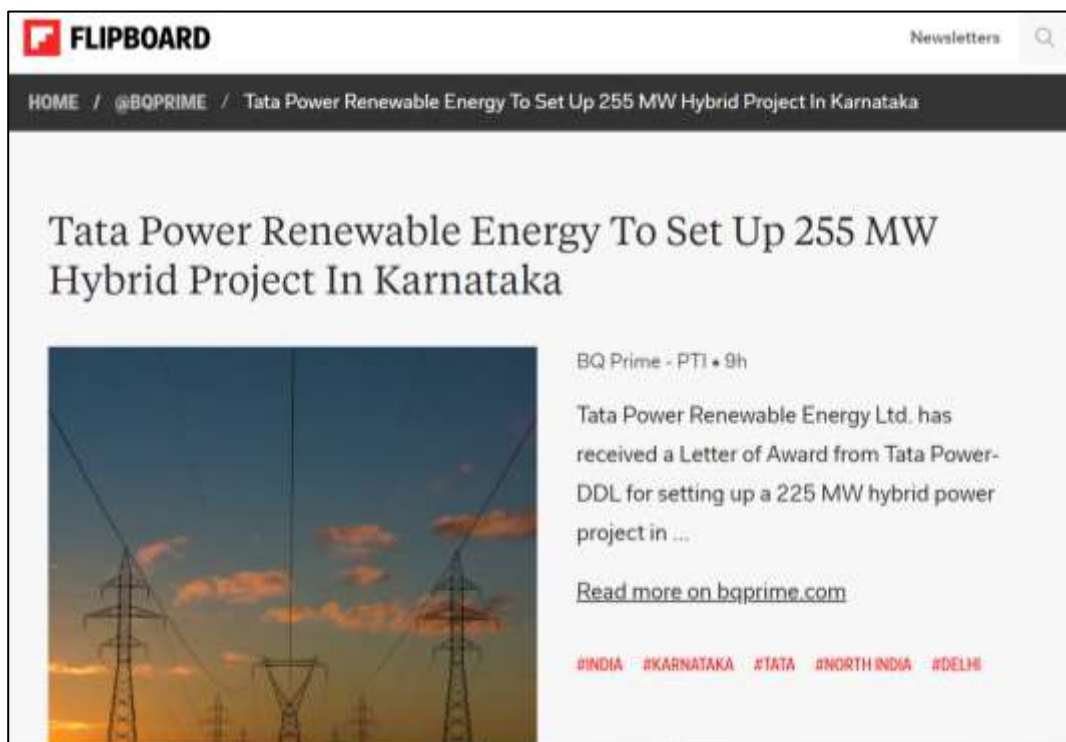 FLIPBOARD
Newsletters
HOME / @BQPRIME / Tata Power Renewable Energy To Set Up 255 MW Hybrid Project In Karnataka
Tata Power Renewable Energy To Set Up 255 MW
Hybrid Project In Karnataka
BQ Prime - PTI • 9h
Tata Power Renewable Energy Ltd. has
received a Letter of Award from Tata Power-
DDL for setting up a 225 MW hybrid power
project in ...
Read more on bqprime.com
#INDIA #KARNATAKA #TATA #NORTH INDIA #DELHI